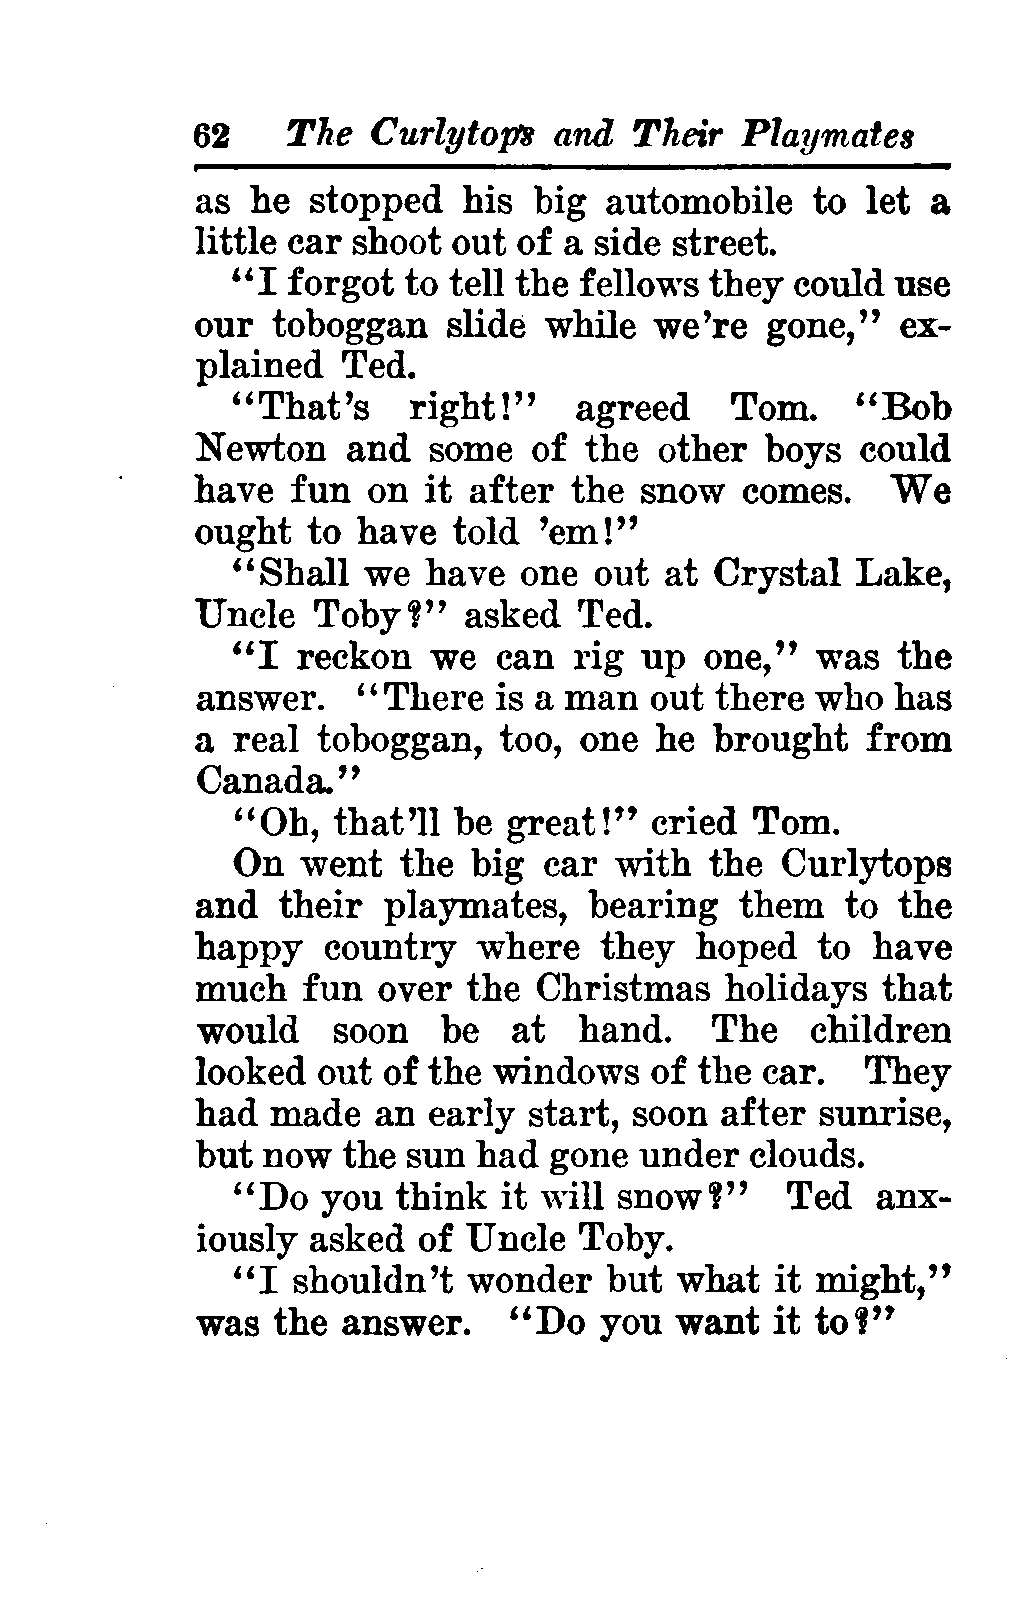 62 The Curlytops and Their Playmates
as he stopped his big automobile to let a
little car shoot out of a side street.
“I forgot to tell the fellows they could use
our toboggan slide while we’re gone,” ex-
plained Ted.
“That’s right!” agreed Tom. “Bob
Newton and some of the other boys could
have fun on it after the snow comes. We
ought to have told ’em!”
“Shall we have one out at Crystal Lake,
Uncle Toby?” asked Ted.
“I reckon we can rig up one,” was the
answer. “There is a man out there who has
a real toboggan, too, one he brought from
Canada.”
“Oh, that’ll be great!” cried Tom.
On went the big car with the Curlytops
and their playmates, bearing them to the
happy country where they hoped to have
much fun over the Christmas holidays that
would soon be at hand. The children
looked out of the windows of the car. They
had made an early start, soon after sunrise,
but now the sun had gone under clouds.
“Do you think it will snow?” Ted anx-
iously asked of Uncle Toby.
“I shouldn’t wonder but what it might,”
was the answer. “Do you want it to?”